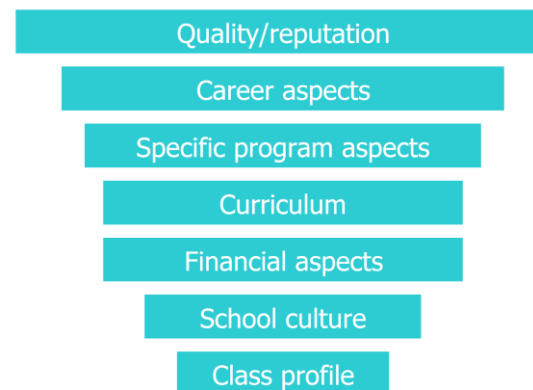 Quality/reputation
Career aspects
Specific program aspects
Curriculum
Financial aspects
School culture
Class profile